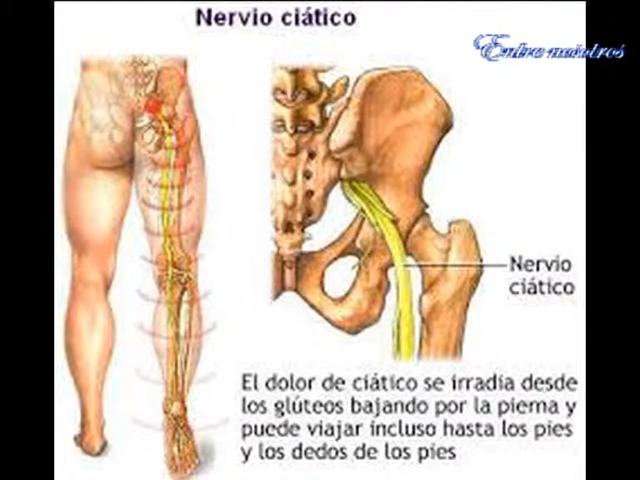 Nervio ciático
Entre nosotros
Nervio
ciático
El dolor de ciático se irradia desde
los glúteos bajando por la pierna y
puede viajar incluso hasta los pies
y los dedos de los pies